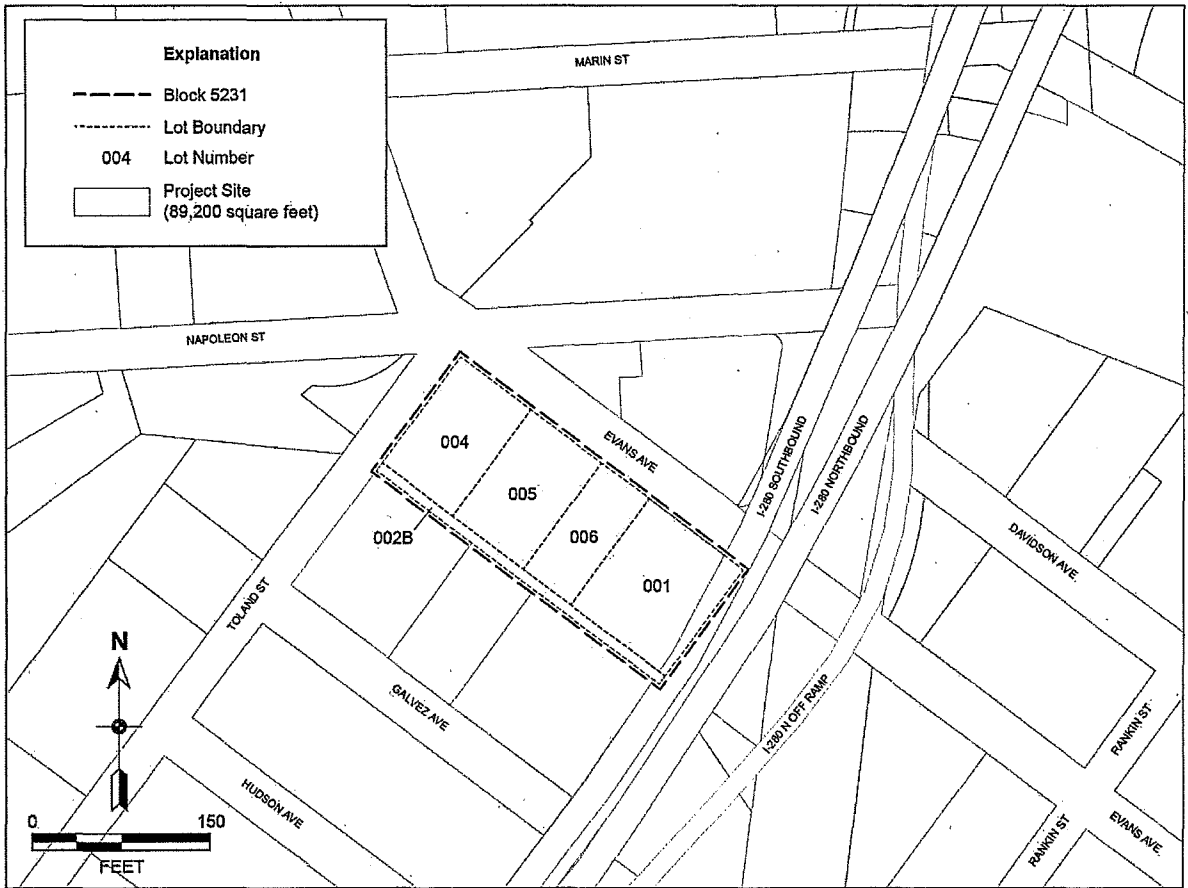 Explanation
Block 5231
Lot Boundary
004 Lot Number
Project Site
(89,200 square feet)
MARIN ST
NAPOLEON ST
EVANS AVE
I-280 SOUTHBOUND
I-280 NORTHBOUND
004
005
006
001
002B
DAVIDSON AVE
TOLAND ST
GALVEZ AVE
HUDSON AVE
I-280 N OFF RAMP
RANKIN ST
RANKIN ST
EVANS AVE
N
0 150
FEET